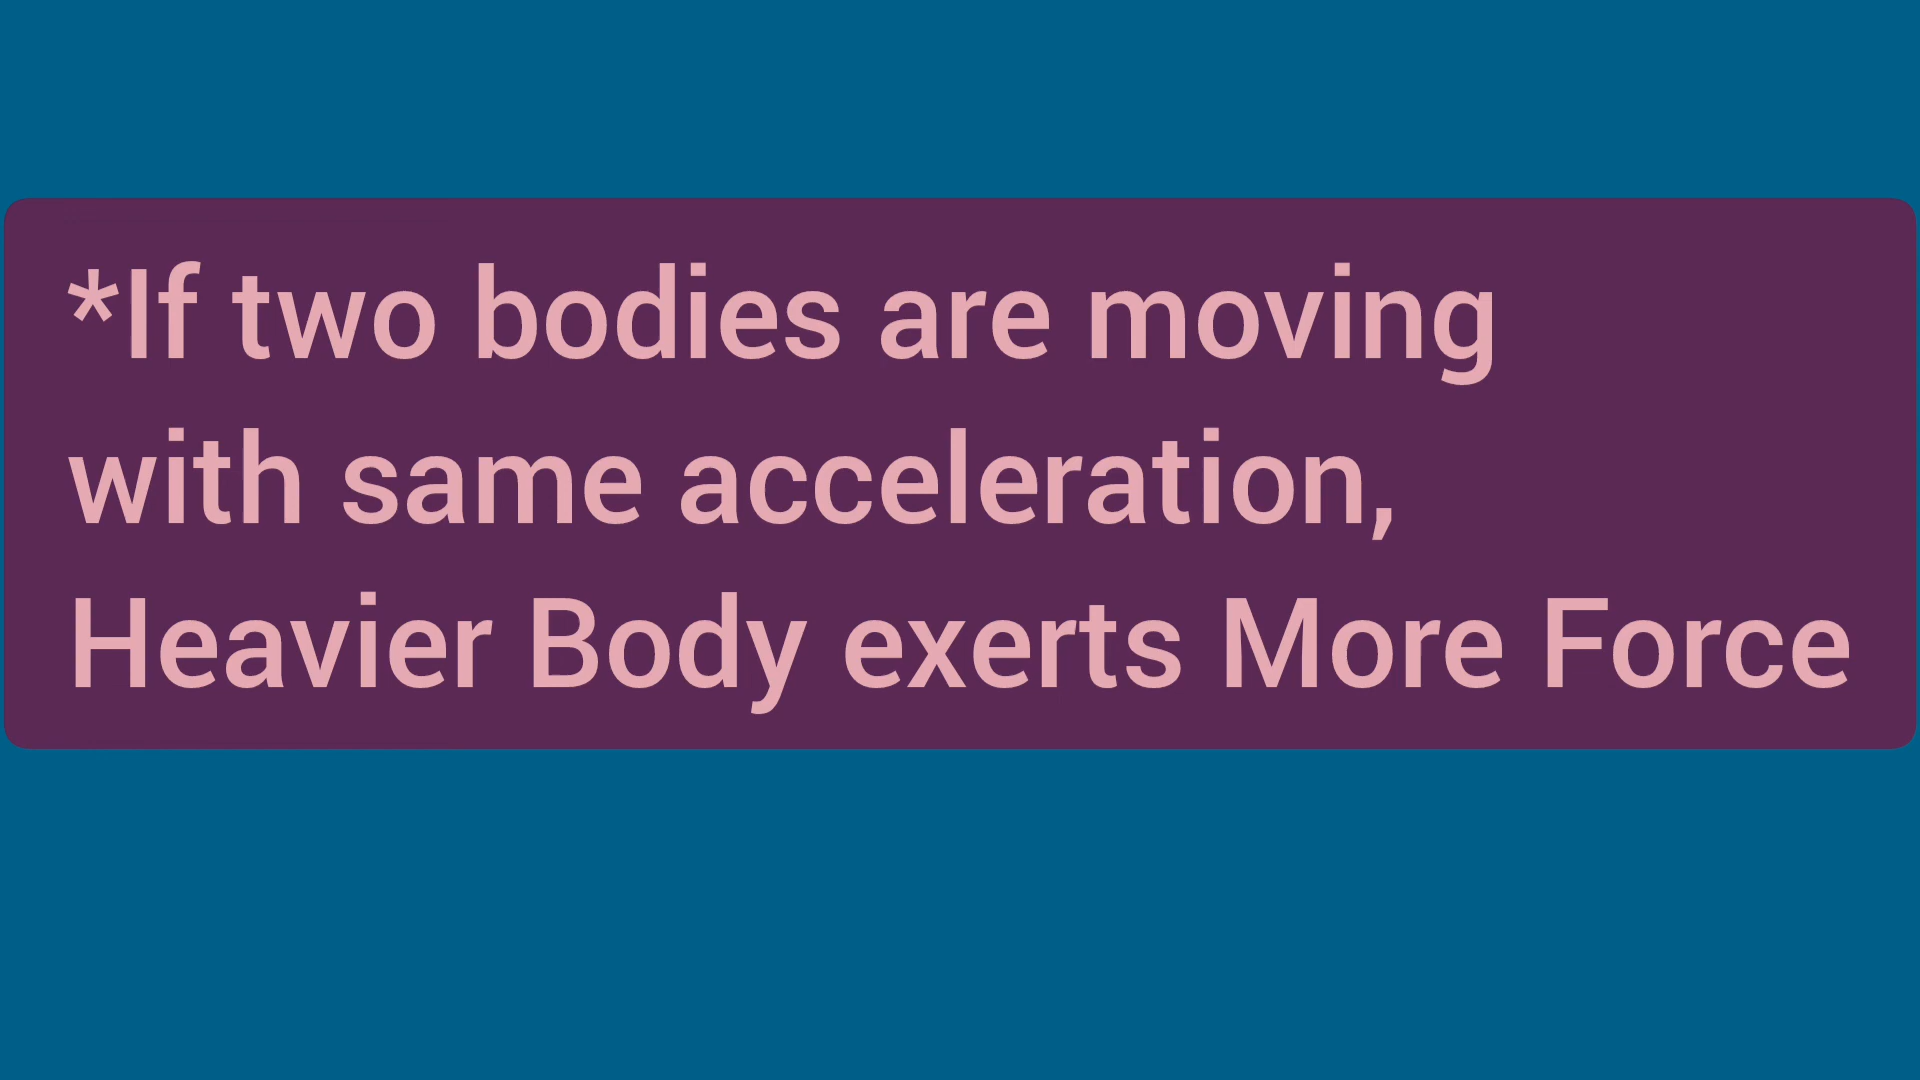 *If two bodies are moving
with same acceleration,
Heavier Body exerts More Force